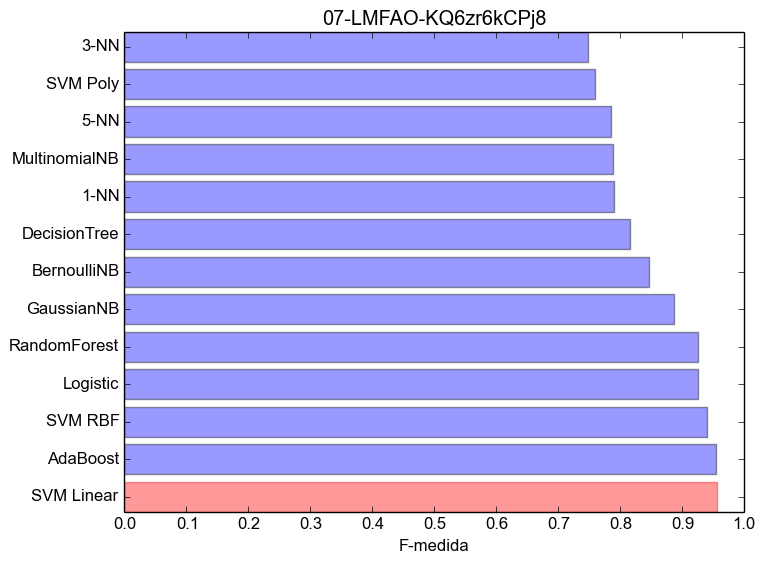 07-LMFAO-KQ6zr6kCPj8
3-NN
SVM Poly
5-NN
MultinomialNB
1-NN
DecisionTree
BernoulliNB
GaussianNB
RandomForest
Logistic
SVM RBF
AdaBoost
SVM Linear
0.0 0.1 0.2 0.3 0.4 0.5 0.6 0.7 0.8 0.9 1.0
F-medida